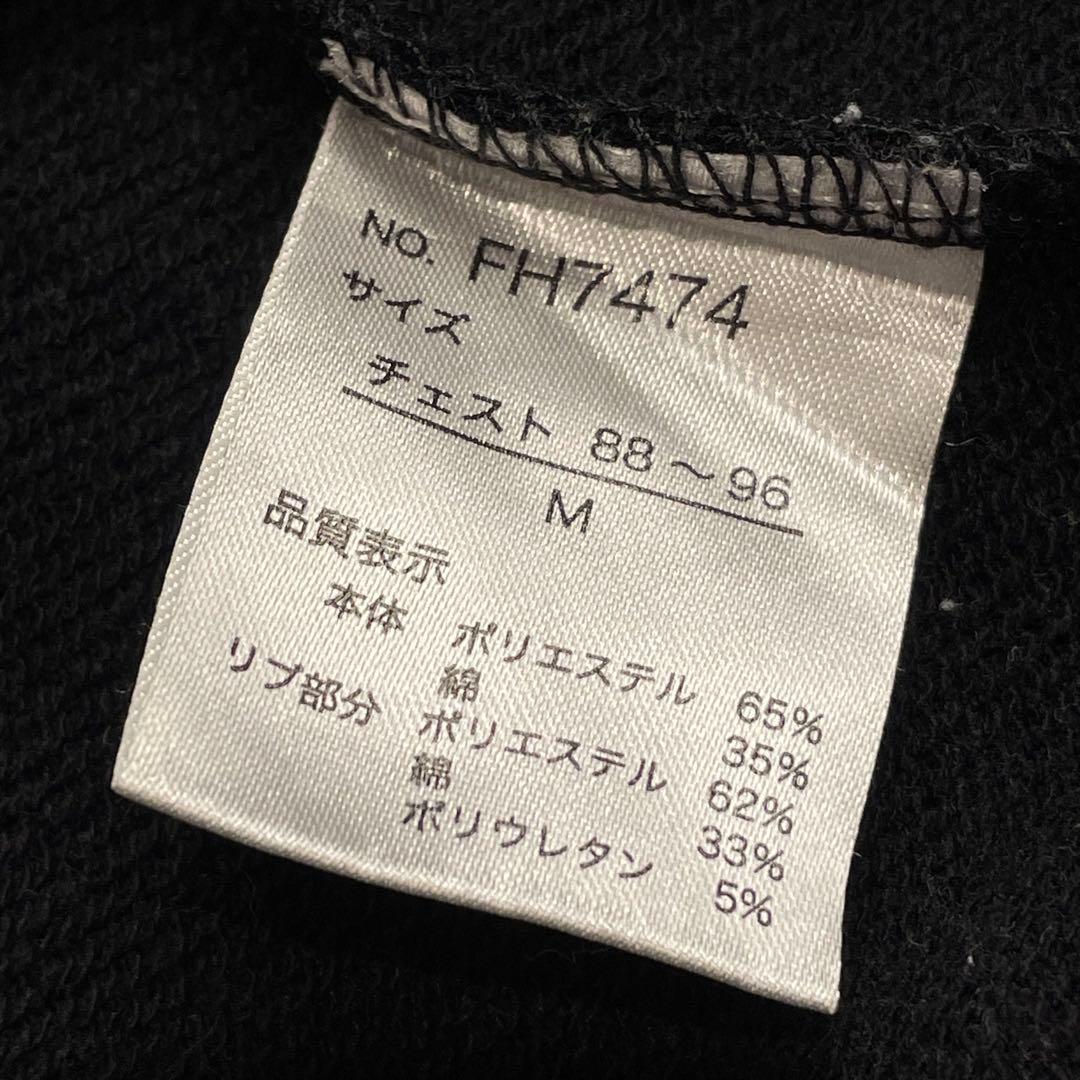 NO. FH7474
サイズ
チェスト 88～96
M
品質表示
本体 ポリエステル 65%
綿 35%
リブ部分 ポリエステル 62%
綿 33%
ポリウレタン 5%